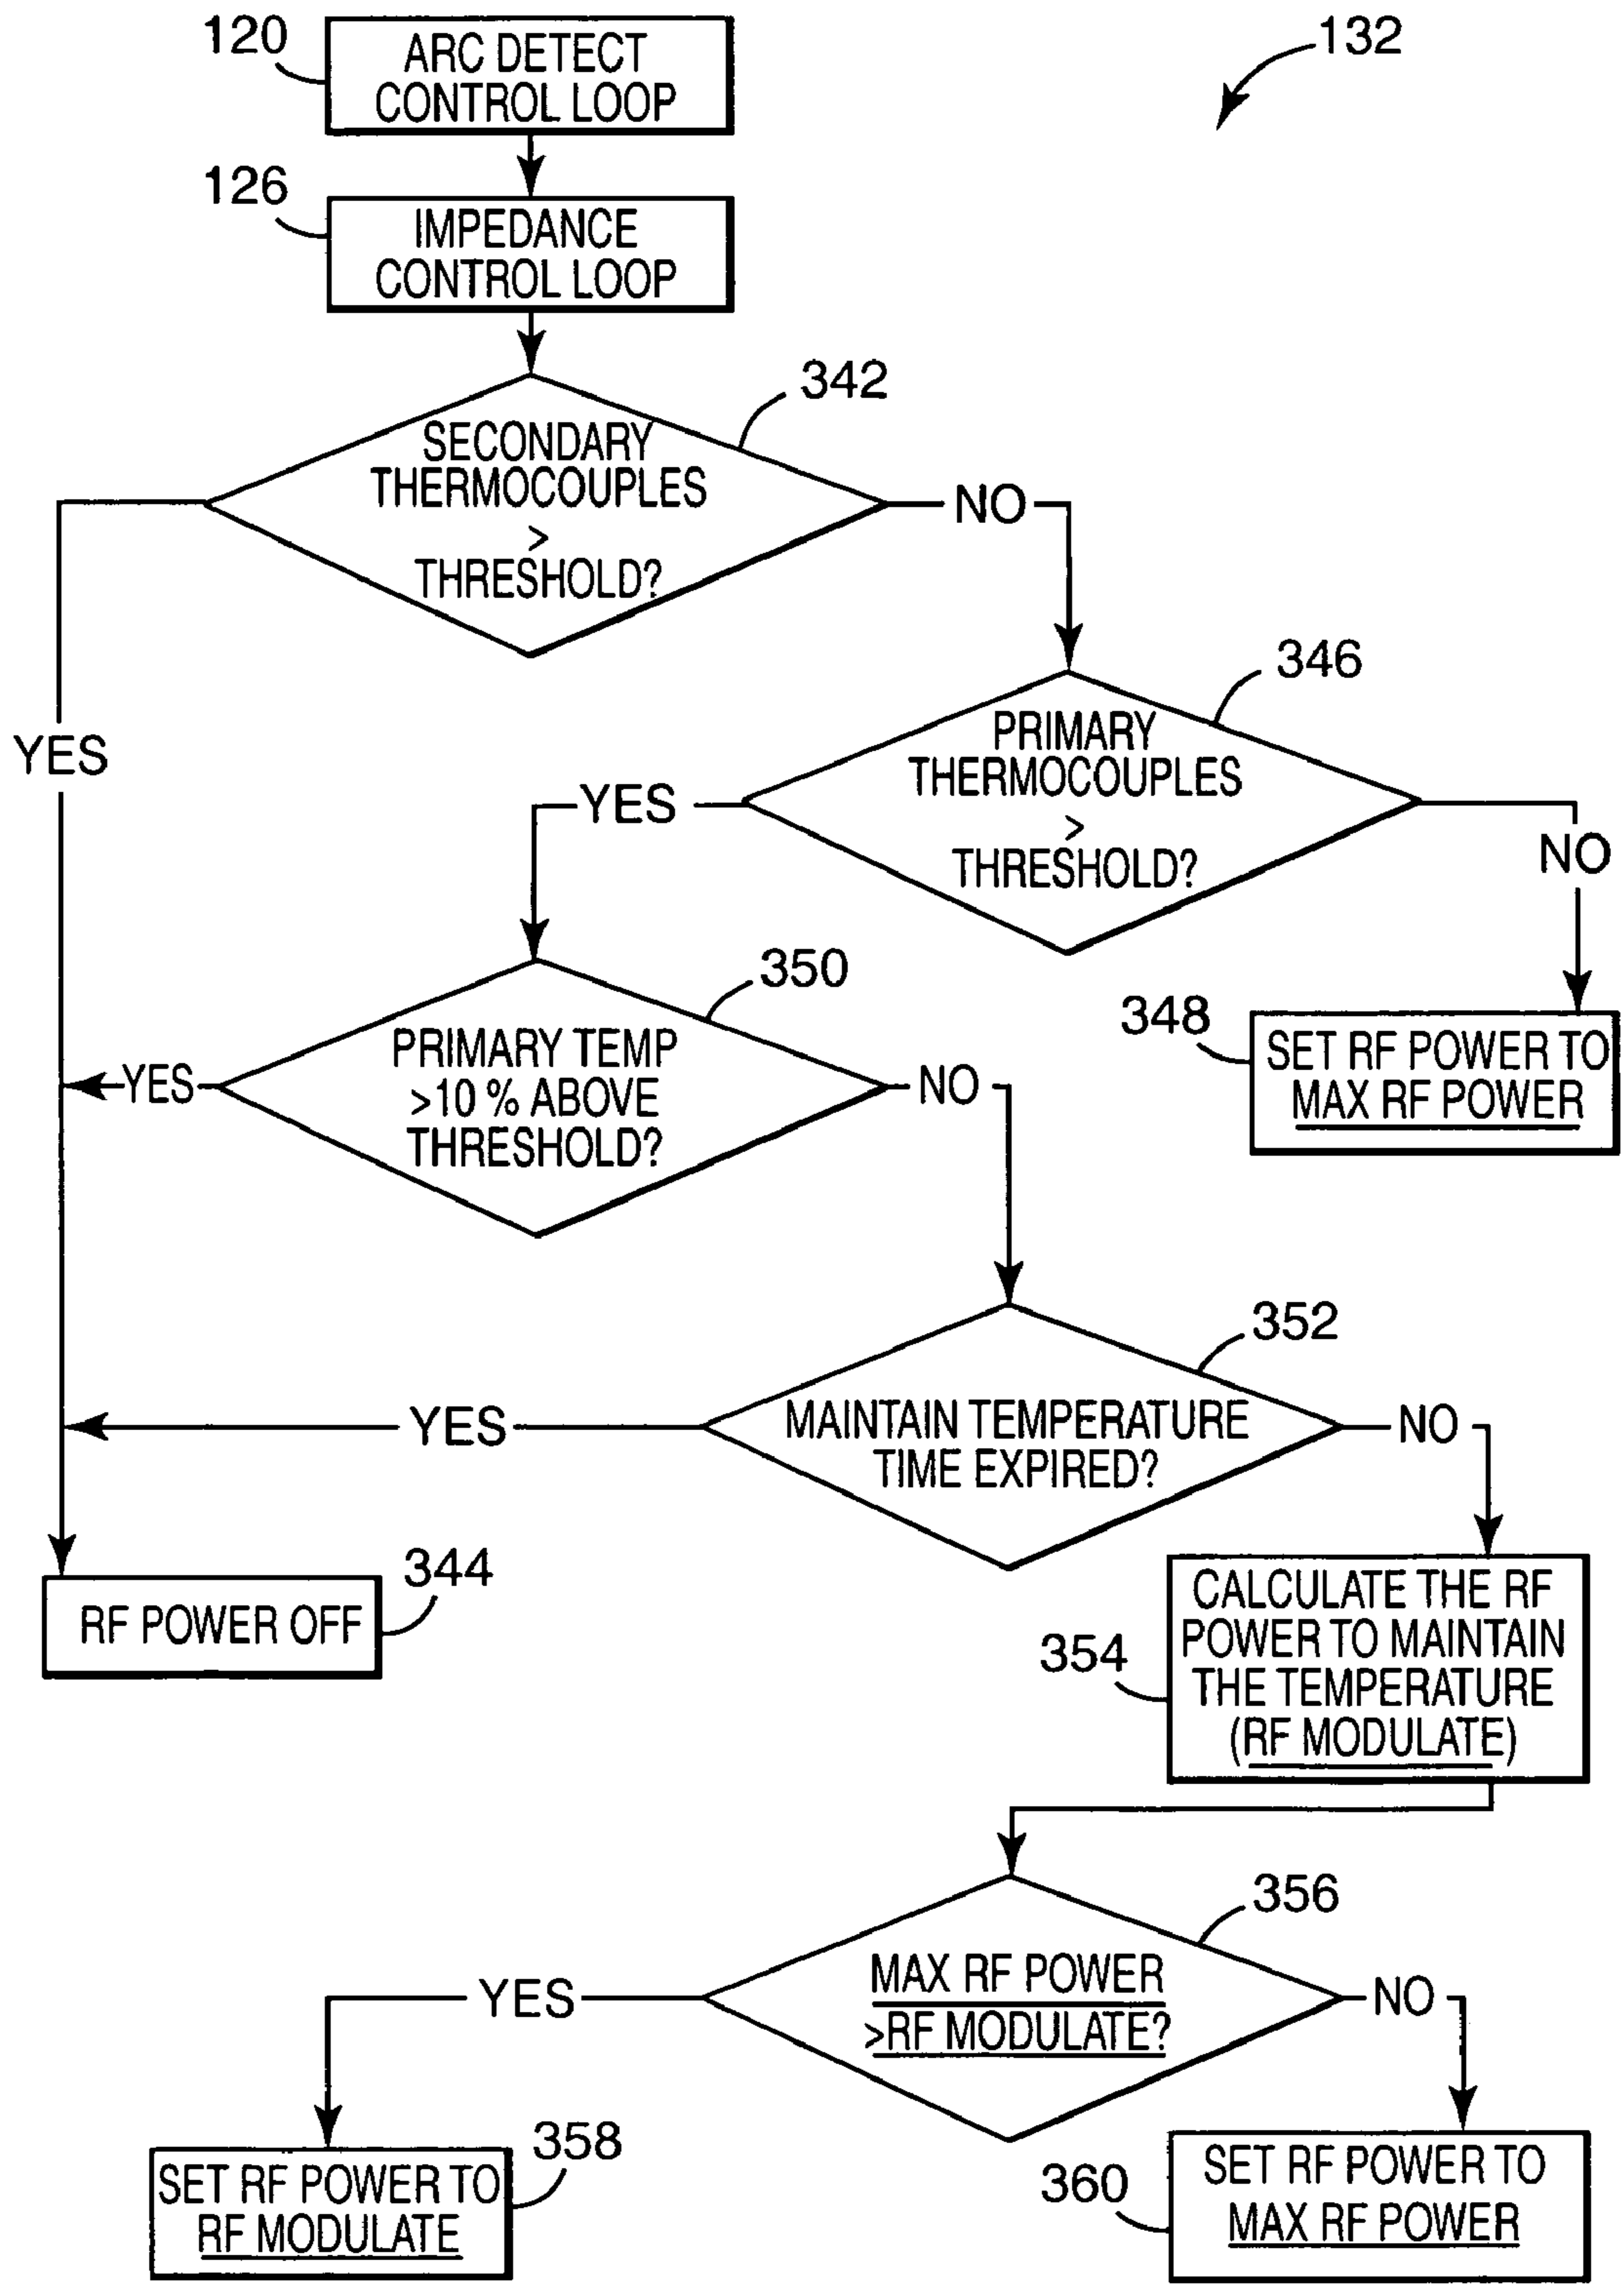 120
ARC DETECT
CONTROL LOOP
132
126
IMPEDANCE
CONTROL LOOP
342
SECONDARY
THERMOCOUPLES
>
THRESHOLD?
NO
YES
346
PRIMARY
THERMOCOUPLES
>
THRESHOLD?
YES
NO
350
PRIMARY TEMP
>10 % ABOVE
THRESHOLD?
YES
NO
348
SET RF POWER TO
MAX RF POWER
352
MAINTAIN TEMPERATURE
TIME EXPIRED?
YES
NO
344
RF POWER OFF
354
CALCULATE THE RF
POWER TO MAINTAIN
THE TEMPERATURE
(RF MODULATE)
356
MAX RF POWER
>RF MODULATE?
YES
NO
358
SET RF POWER TO
RF MODULATE
360
SET RF POWER TO
MAX RF POWER